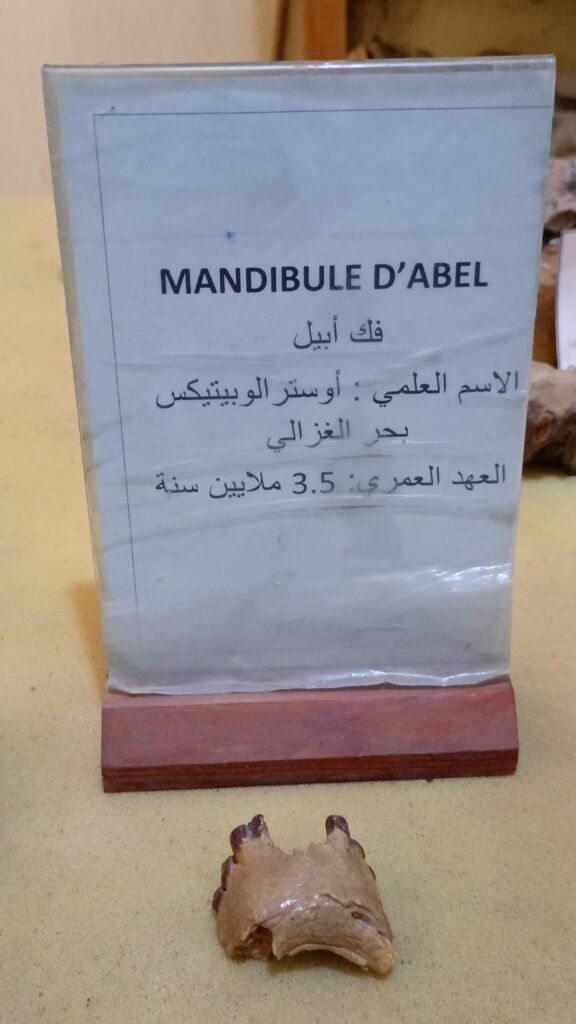 MANDIBULE D’ABEL
فك أبيل
الاسم العلمي : أوسترالوبيتيكس
بحر الغزالي
العهد العمري: 3.5 ملايين سنة